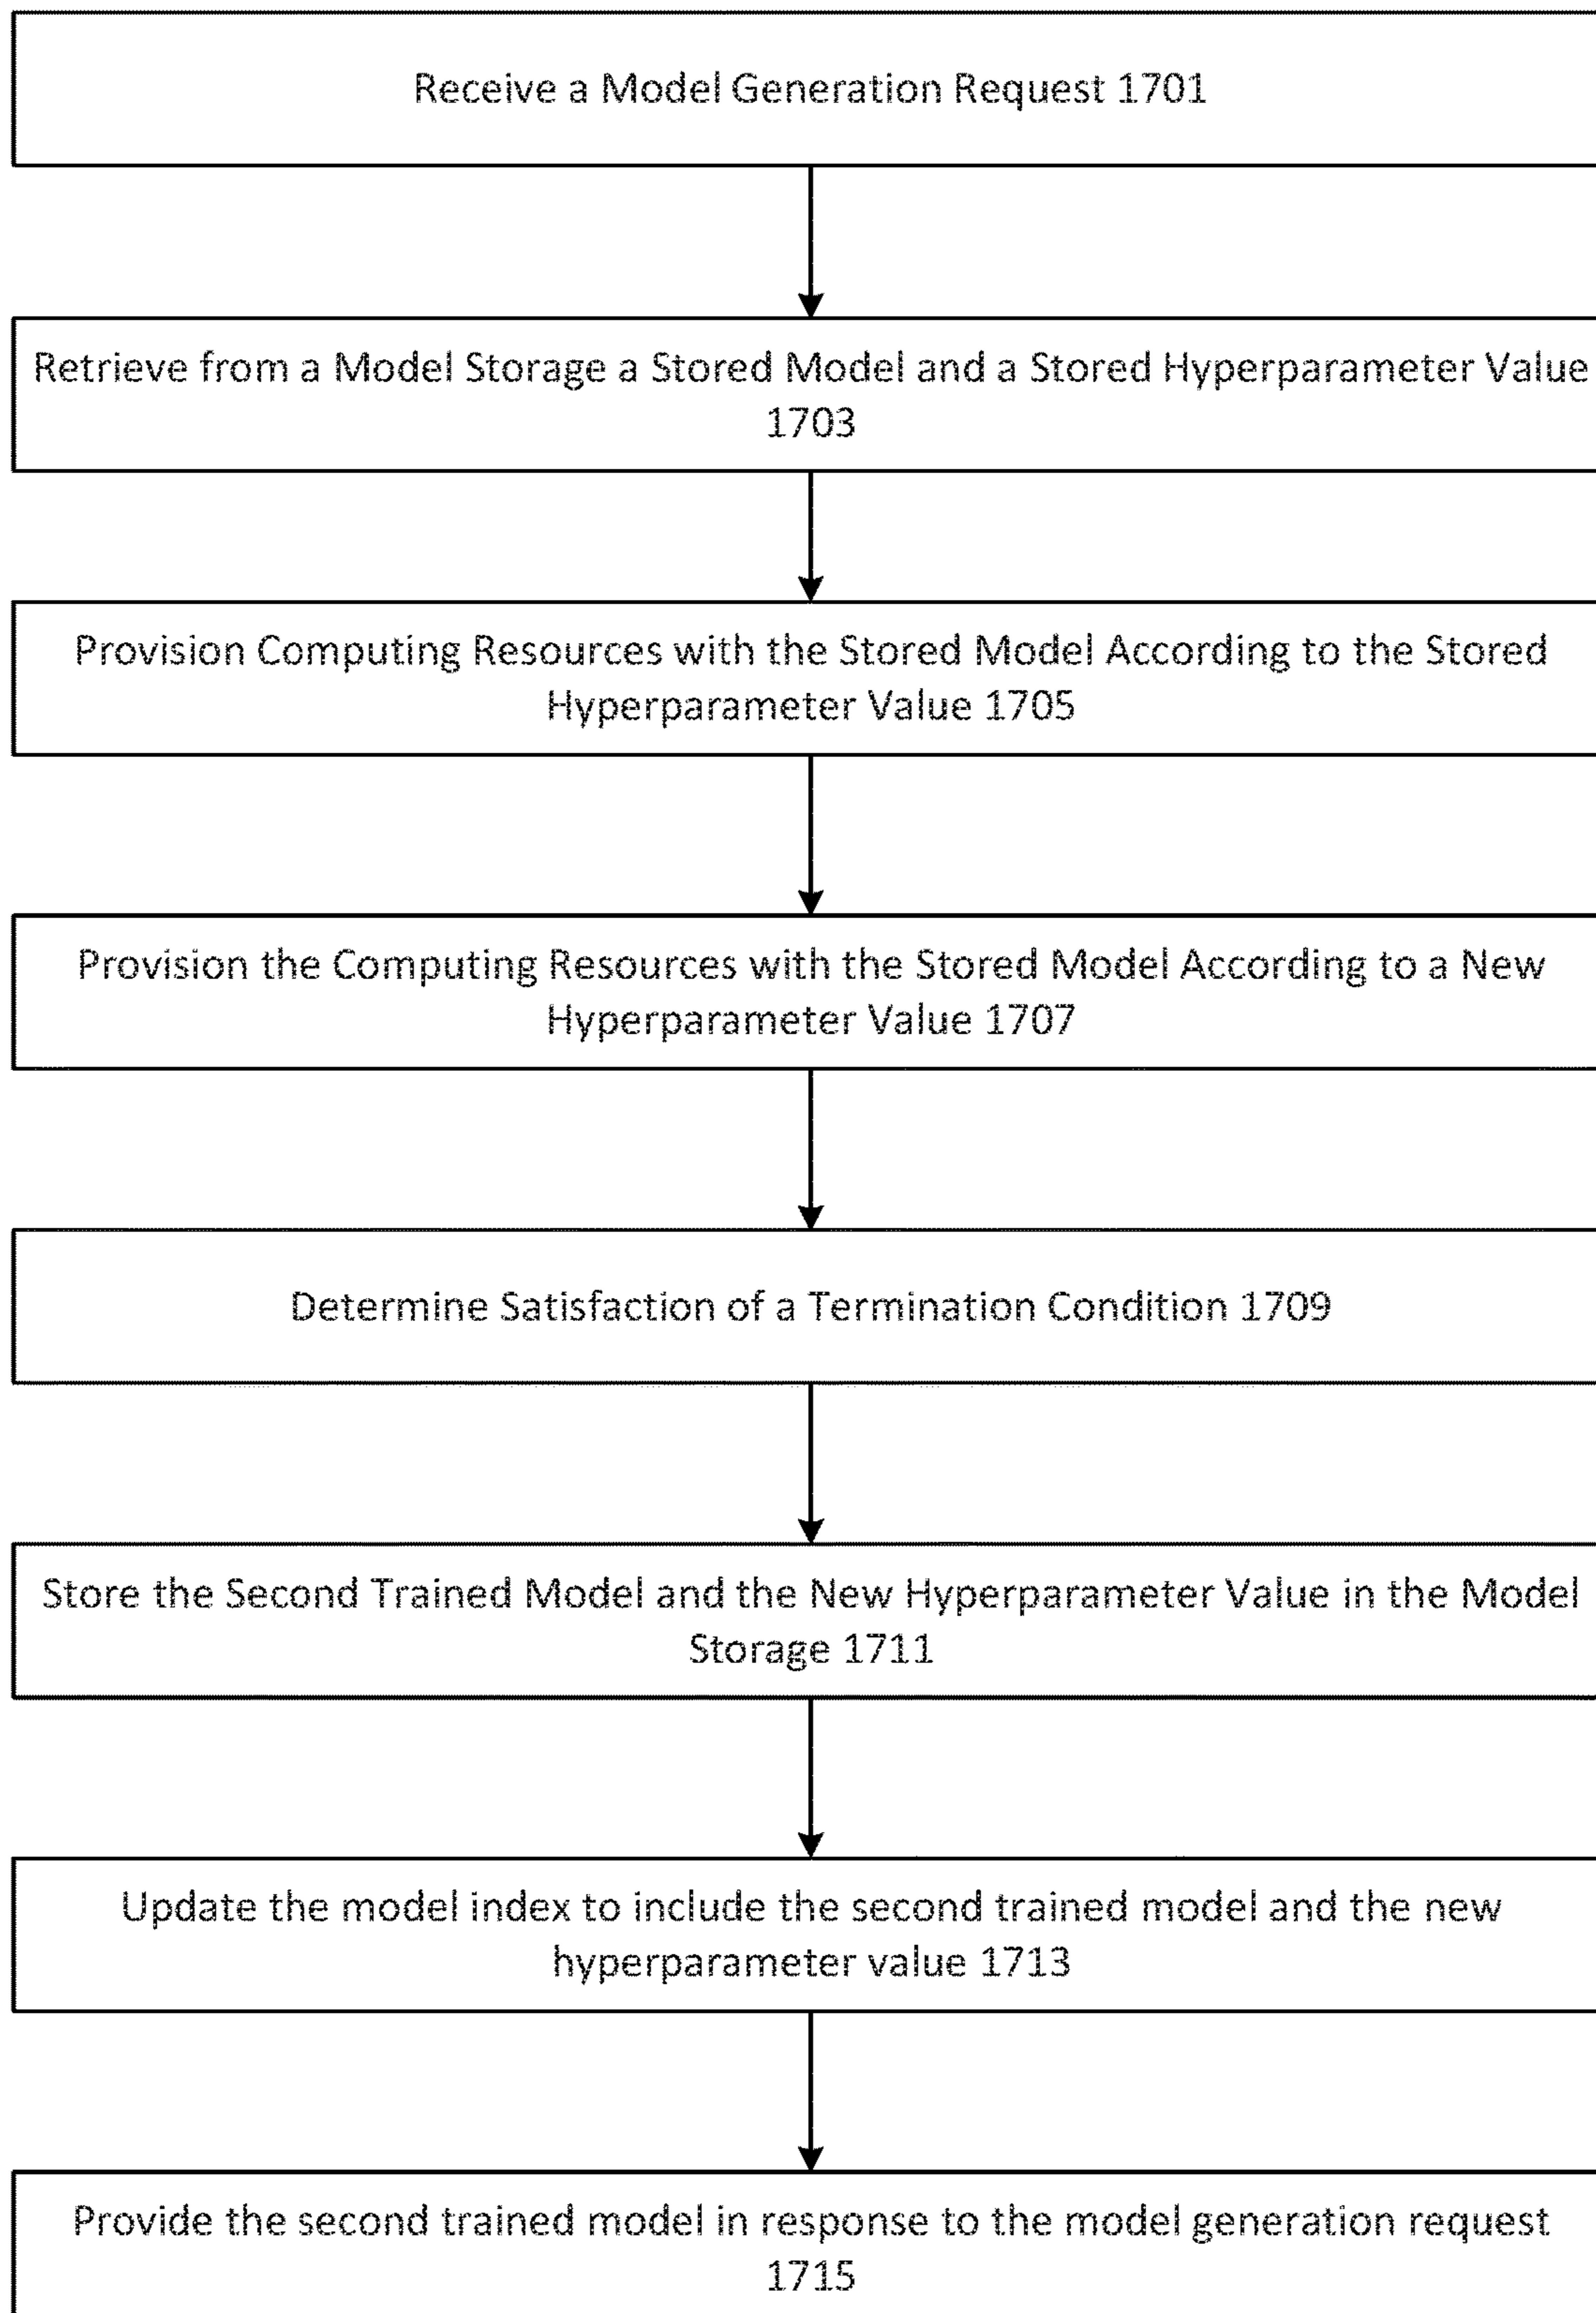 Receive a Model Generation Request 1701
Retrieve from a Model Storage a Stored Model and a Stored Hyperparameter Value
1703
Provision Computing Resources with the Stored Model According to the Stored
Hyperparameter Value 1705
Provision the Computing Resources with the Stored Model According to a New
Hyperparameter Value 1707
Determine Satisfaction of a Termination Condition 1709
Store the Second Trained Model and the New Hyperparameter Value in the Model
Storage 1711
Update the model index to include the second trained model and the new
hyperparameter value 1713
Provide the second trained model in response to the model generation request
1715